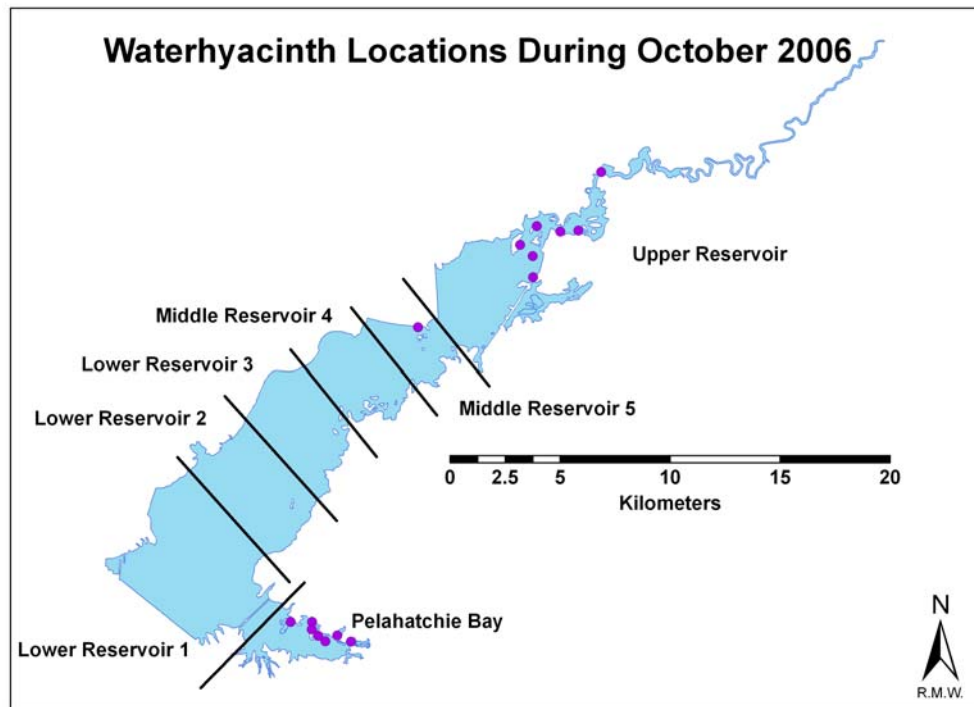 Waterhyacinth Locations During October 2006
Upper Reservoir
Middle Reservoir 4
Lower Reservoir 3
Middle Reservoir 5
Lower Reservoir 2
0 2.5 5 10 15 20
Kilometers
Pelahatchie Bay
Lower Reservoir 1
N
R.M.W.